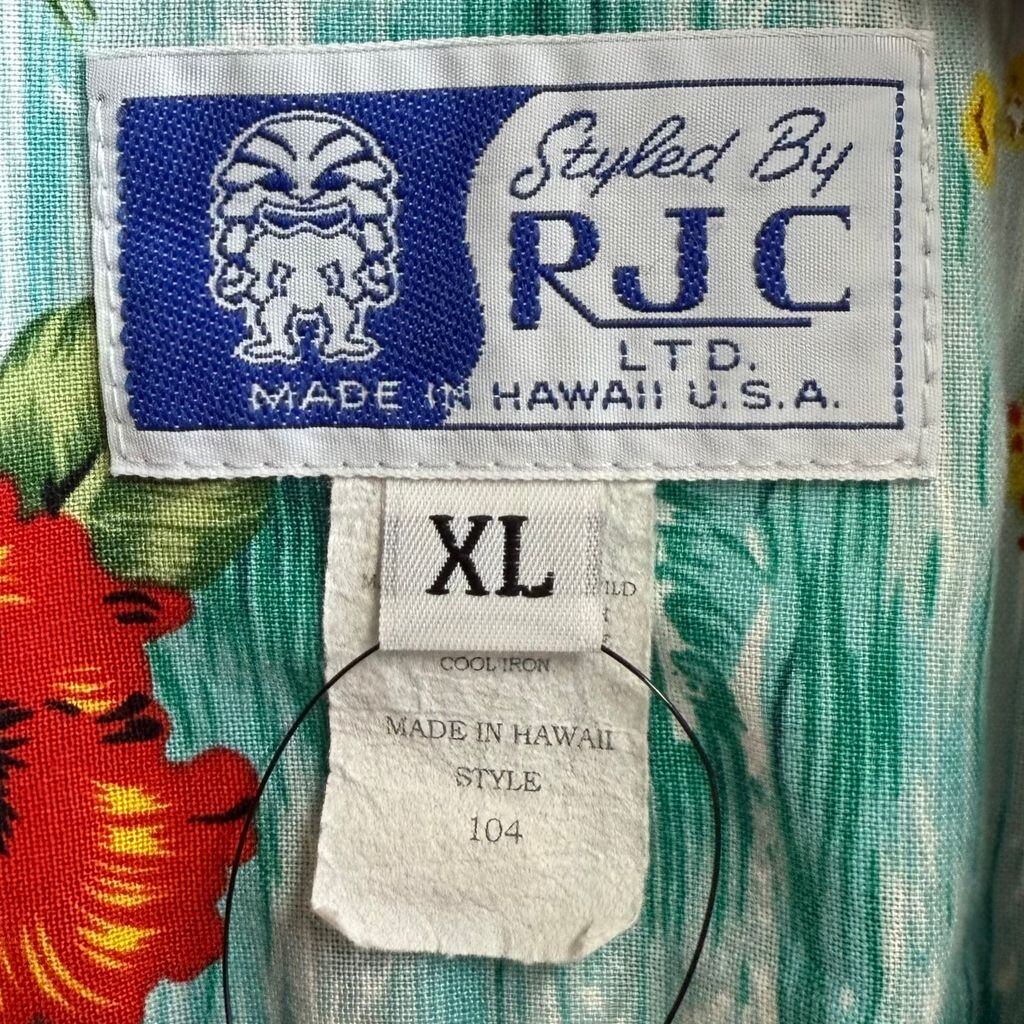 Styled By
RJC
LTD.
MADE IN HAWAII U.S.A.
XL
COOL IRON
MADE IN HAWAII
STYLE
104